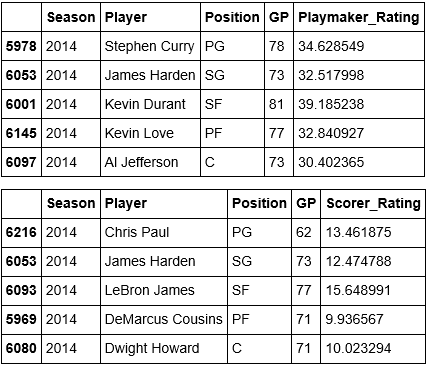 Season Player Position GP Playmaker_Rating
5978 2014 Stephen Curry PG 78 34.628549
6053 2014 James Harden SG 73 32.517998
6001 2014 Kevin Durant SF 81 39.185238
6145 2014 Kevin Love PF 77 32.840927
6097 2014 Al Jefferson C 73 30.402365
Season Player Position GP Scorer_Rating
6216 2014 Chris Paul PG 62 13.461875
6053 2014 James Harden SG 73 12.474788
6093 2014 LeBron James SF 77 15.648991
5969 2014 DeMarcus Cousins PF 71 9.936567
6080 2014 Dwight Howard C 71 10.023294